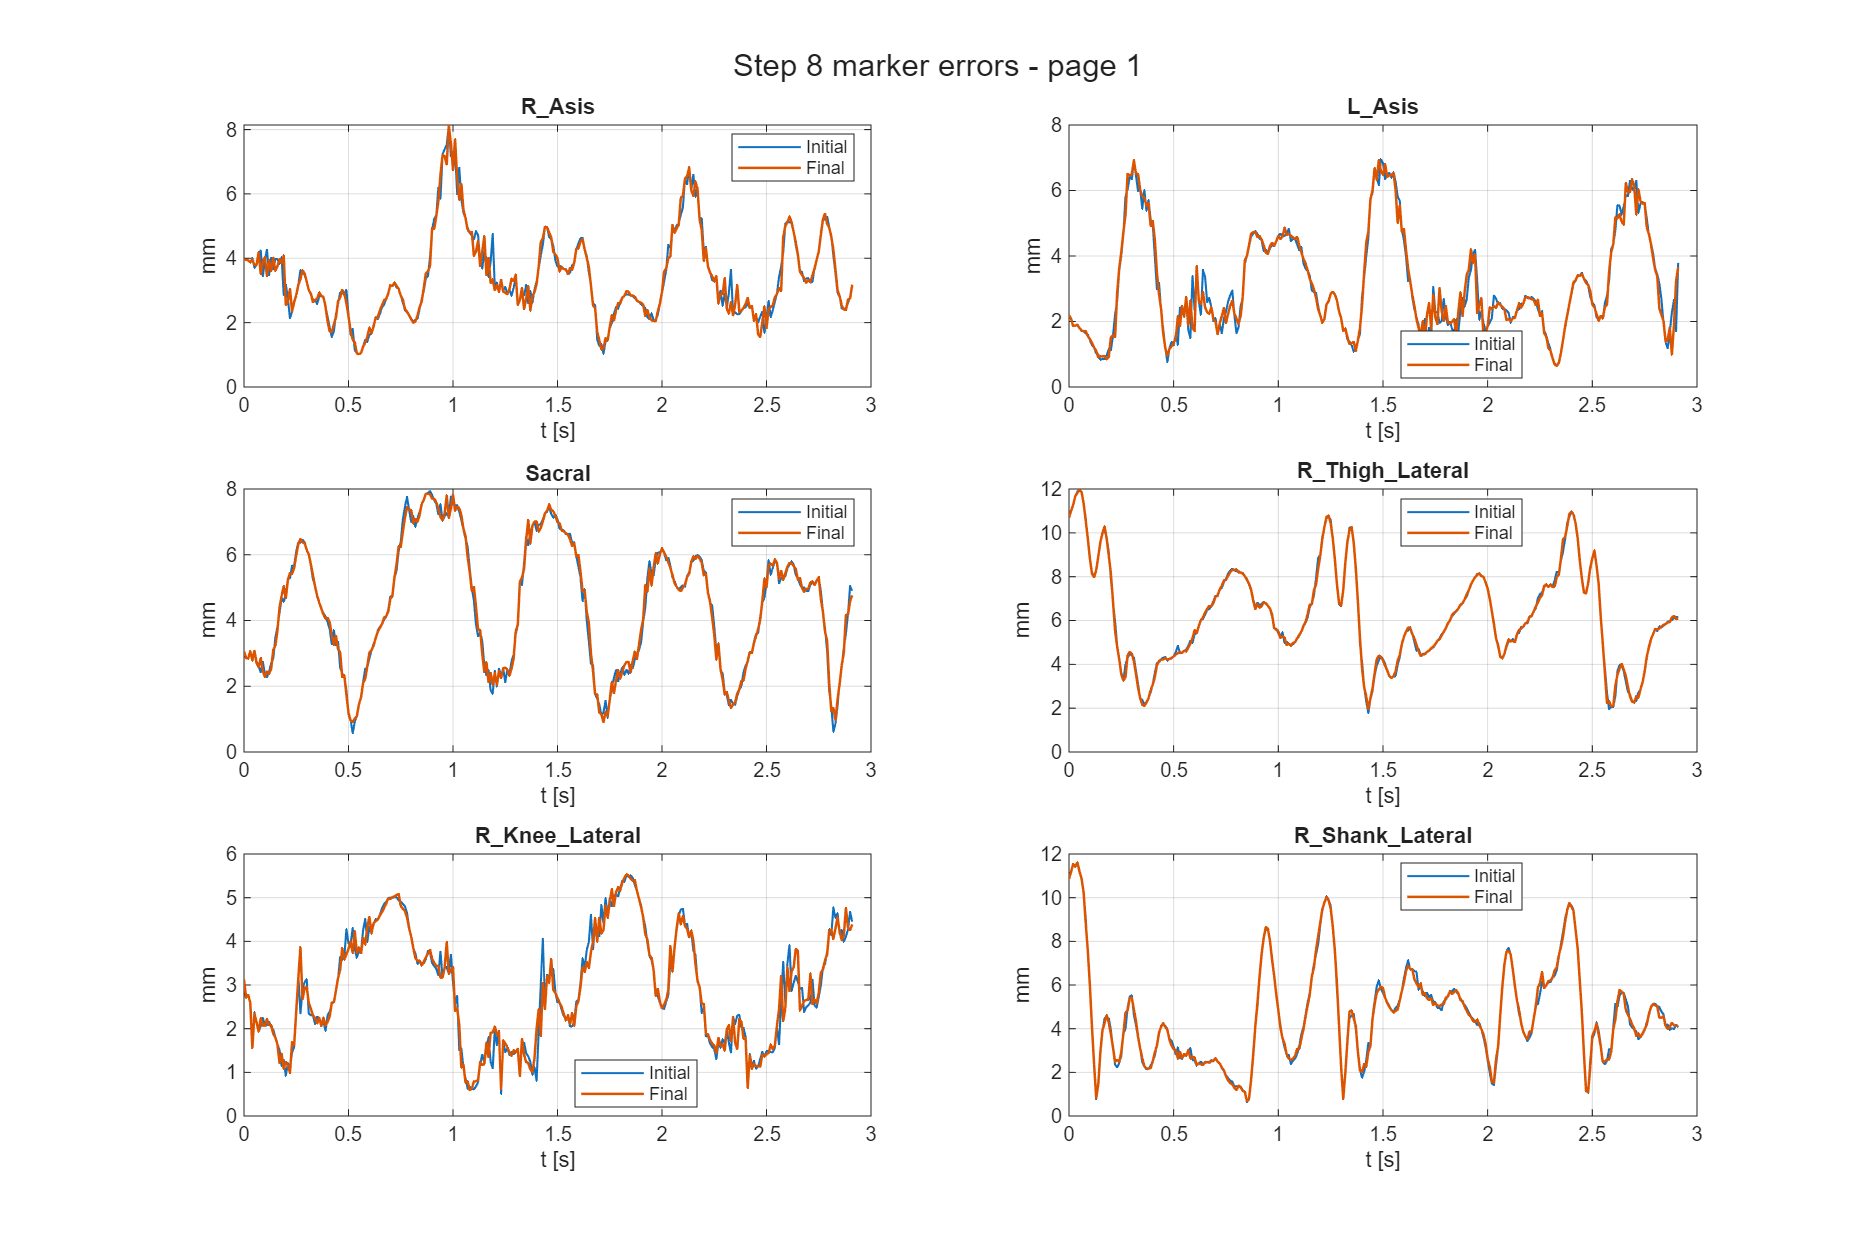 Step 8 marker errors - page 1
R_Asis
mm
8
6
4
2
0
0 0.5 1 1.5 2 2.5 3
t [s]
Initial
Final
L_Asis
mm
8
6
4
2
0
0 0.5 1 1.5 2 2.5 3
t [s]
Initial
Final
Sacral
mm
8
6
4
2
0
0 0.5 1 1.5 2 2.5 3
t [s]
Initial
Final
R_Thigh_Lateral
mm
12
10
8
6
4
2
0
0 0.5 1 1.5 2 2.5 3
t [s]
Initial
Final
R_Knee_Lateral
mm
6
5
4
3
2
1
0
0 0.5 1 1.5 2 2.5 3
t [s]
Initial
Final
R_Shank_Lateral
mm
12
10
8
6
4
2
0
0 0.5 1 1.5 2 2.5 3
t [s]
Initial
Final